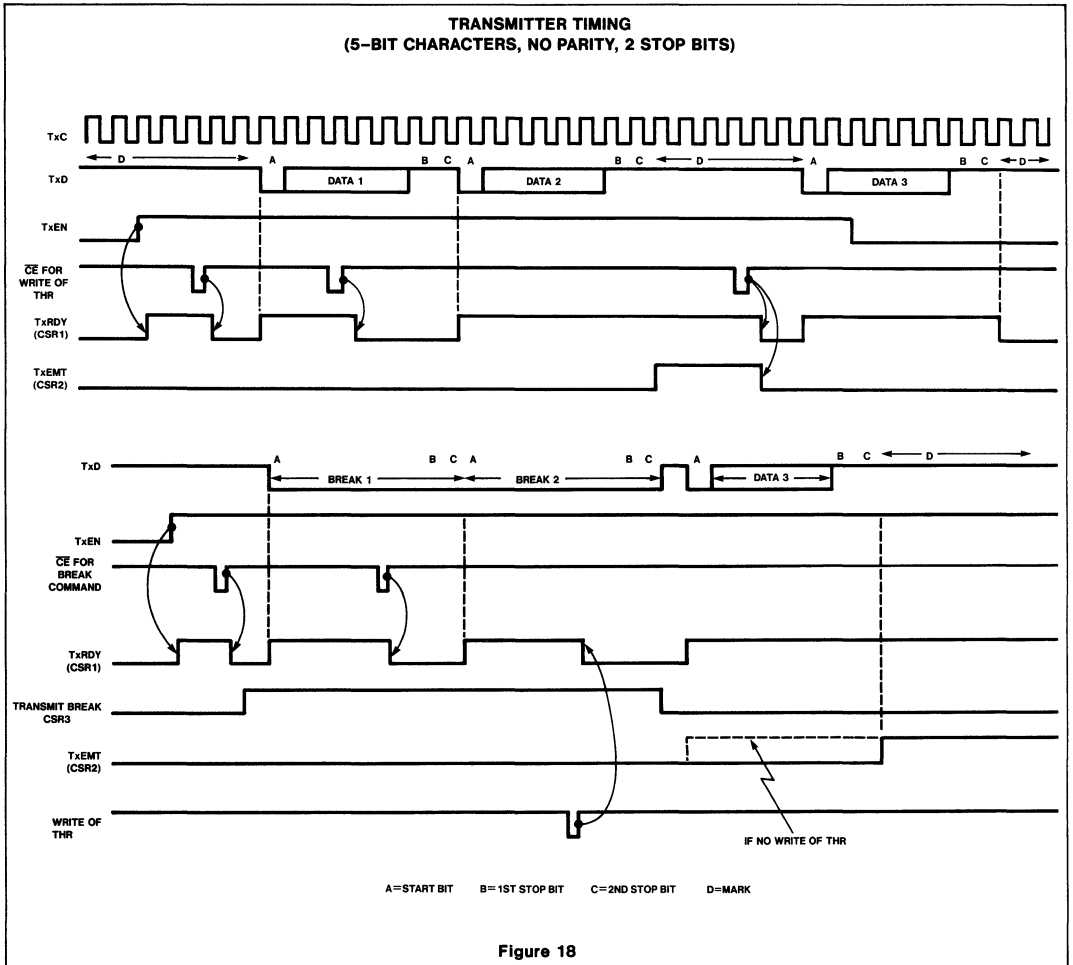 TRANSMITTER TIMING
(5-BIT CHARACTERS, NO PARITY, 2 STOP BITS)
TxC
D A B C A B C D A B C D
TxD DATA 1 DATA 2 DATA 3
TxEN
CE FOR
WRITE OF
THR
TxRDY
(CSR1)
TxEMT
(CSR2)
TxD
A B C A B C A B C D
BREAK 1 BREAK 2 DATA 3
TxEN
CE FOR
BREAK
COMMAND
TxRDY
(CSR1)
TRANSMIT BREAK
CSR3
TxEMT
(CSR2)
WRITE OF
THR
IF NO WRITE OF THR
A=START BIT B=1ST STOP BIT C=2ND STOP BIT D=MARK
Figure 18